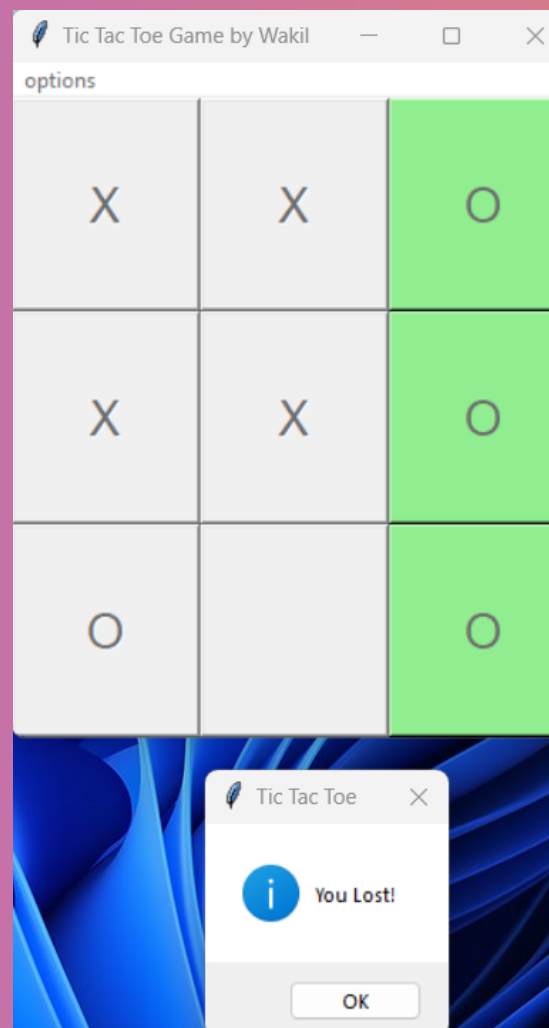 Tic Tac Toe Game by Wakil
options
X X O
X X O
O O
Tic Tac Toe
You Lost!
OK